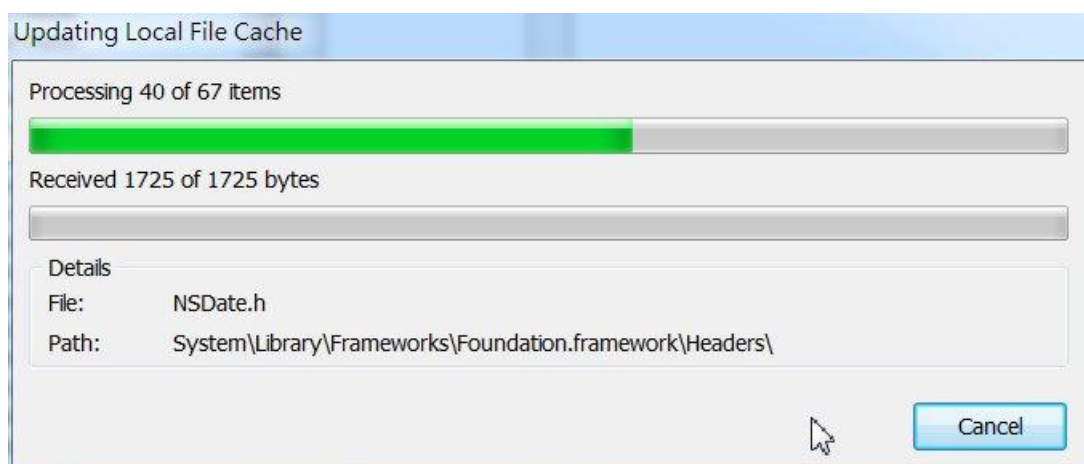 Updating Local File Cache
Processing 40 of 67 items
Received 1725 of 1725 bytes
Details
File: NSDate.h
Path: System\Library\Frameworks\Foundation.framework\Headers\
Cancel